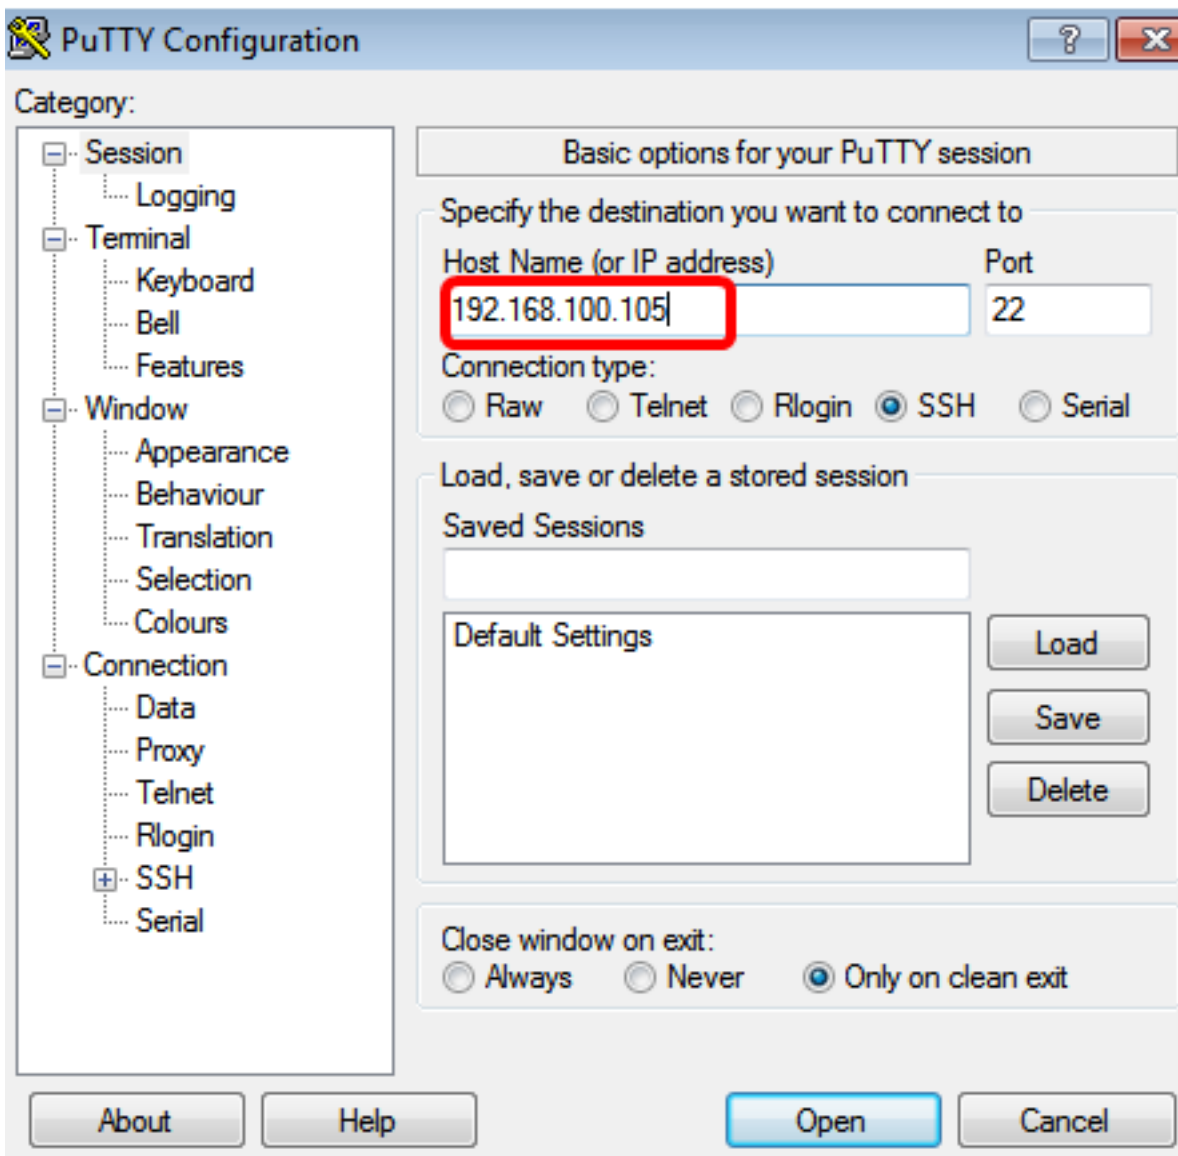 PuTTY Configuration
Category:
Session
Logging
Terminal
Keyboard
Bell
Features
Window
Appearance
Behaviour
Translation
Selection
Colours
Connection
Data
Proxy
Telnet
Rlogin
SSH
Serial
Basic options for your PuTTY session
Specify the destination you want to connect to
Host Name (or IP address) Port
192.168.100.105 22
Connection type:
Raw Telnet Rlogin SSH Serial
Load, save or delete a stored session
Saved Sessions
Default Settings
Load
Save
Delete
Close window on exit:
Always Never Only on clean exit
About Help Open Cancel